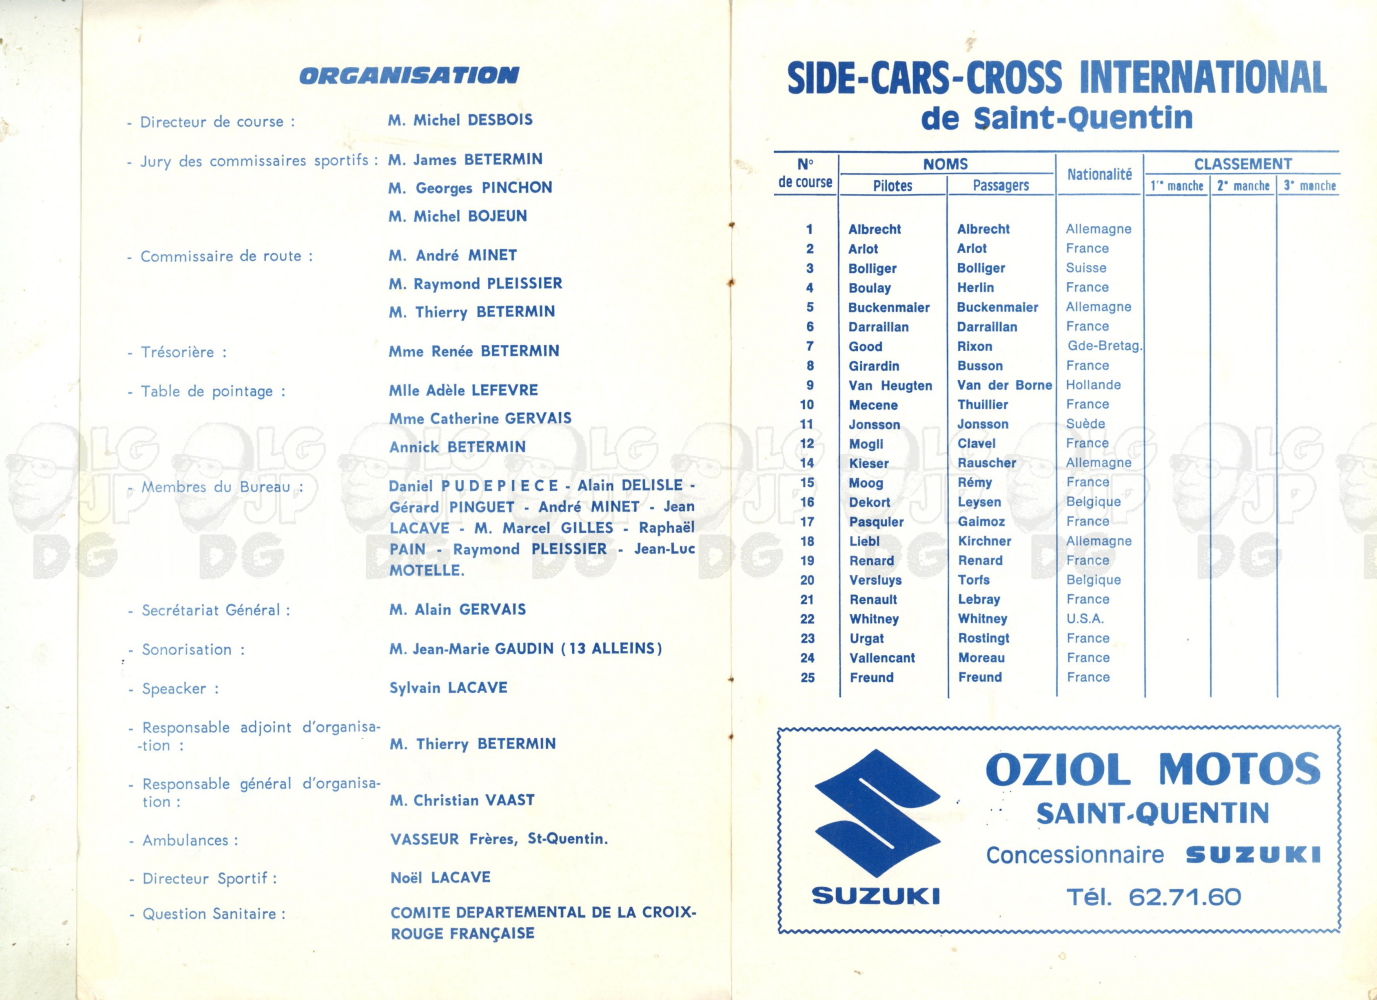 ORGANISATION
- Directeur de course : M. Michel DESBOIS
- Jury des commissaires sportifs : M. James BETERMIN
M. Georges PINCHON
M. Michel BOJEUN
- Commissaire de route : M. André MINET
M. Raymond PLEISSIER
M. Thierry BETERMIN
- Trésorière : Mme Renée BETERMIN
- Table de pointage : Mlle Adèle LEFEVRE
Mme Catherine GERVAIS
Annick BETERMIN
- Membres du Bureau : Daniel PUDEPIECE - Alain DELISLE -
Gérard PINGUET - André MINET - Jean
LACAVE - M. Marcel GILLES - Raphaël
PAIN - Raymond PLEISSIER - Jean-Luc
MOTELLE.
- Secrétariat Général : M. Alain GERVAIS
- Sonorisation : M. Jean-Marie GAUDIN (13 ALLEINS)
- Speacker : Sylvain LACAVE
- Responsable adjoint d'organisa-
-tion : M. Thierry BETERMIN
- Responsable général d'organisa-
tion : M. Christian VAAST
- Ambulances : VASSEUR Frères, St-Quentin.
- Directeur Sportif : Noël LACAVE
- Question Sanitaire : COMITE DEPARTEMENTAL DE LA CROIX-
ROUGE FRANÇAISE
SIDE-CARS-CROSS INTERNATIONAL
de Saint-Quentin
N° de course NOMS Nationalité CLASSEMENT
Pilotes Passagers 1re manche 2e manche 3e manche
1 Albrecht Albrecht Allemagne
2 Arlot Arlot France
3 Bolliger Bolliger Suisse
4 Boulay Herlin France
5 Buckenmaier Buckenmaier Allemagne
6 Darraillan Darraillan France
7 Good Rixon Gde-Bretag.
8 Girardin Busson France
9 Van Heugten Van der Borne Hollande
10 Mecene Thuillier France
11 Jonsson Jonsson Suède
12 Mogli Clavel France
14 Kleser Rauscher Allemagne
15 Moog Rémy France
16 Dekort Leysen Belgique
17 Pasquler Gaimoz France
18 Liebl Kirchner Allemagne
19 Renard Renard France
20 Versluys Torfs Belgique
21 Renault Lebray France
22 Whitney Whitney U.S.A.
23 Urgat Rostingt France
24 Vallencant Moreau France
25 Freund Freund France
OZIOL MOTOS
SAINT-QUENTIN
Concessionnaire SUZUKI
SUZUKI Tél. 62.71.60
LG JP DG